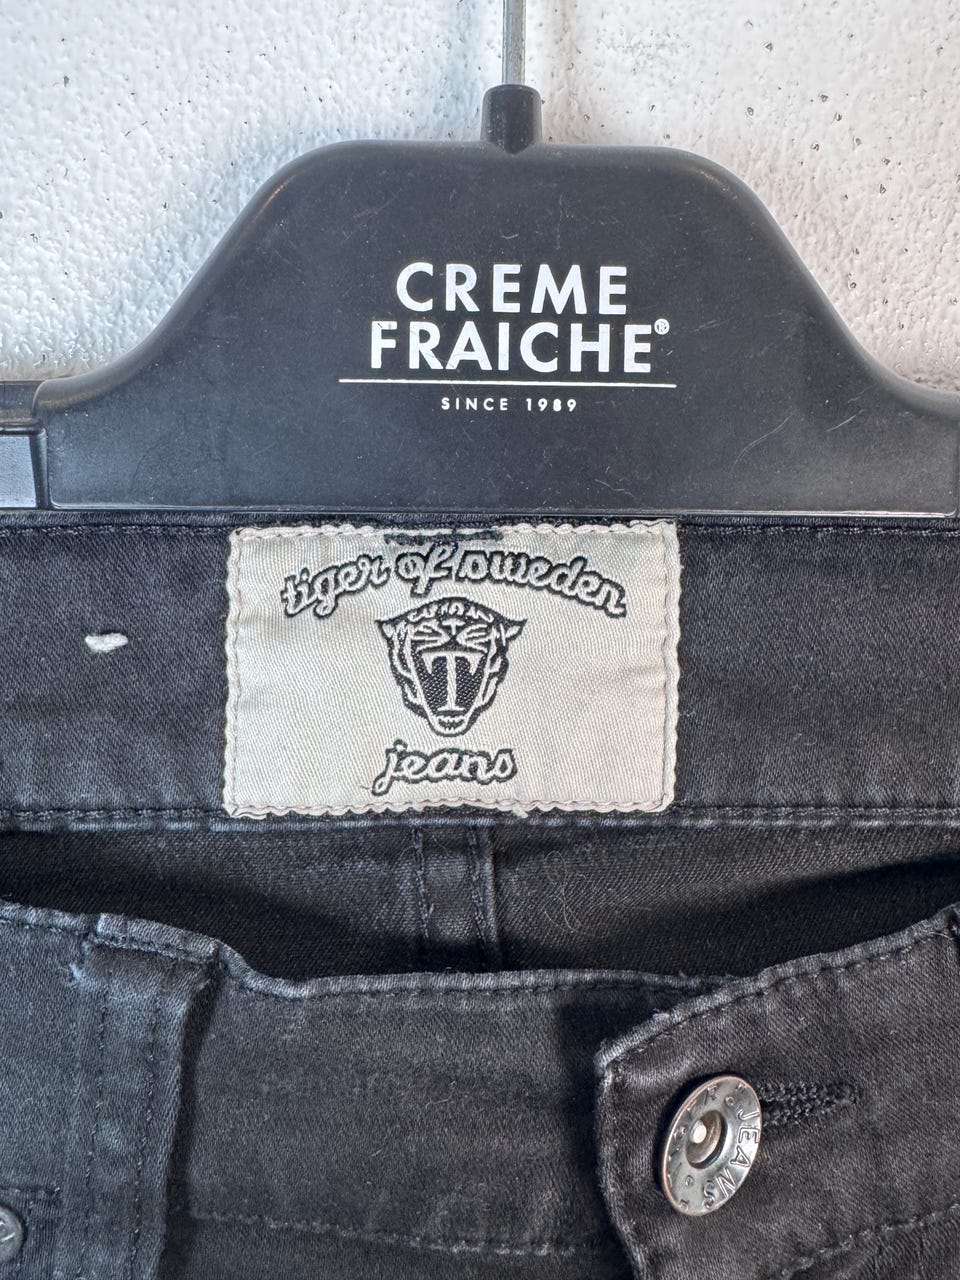 CREME
FRAICHE®
SINCE 1989
tiger of sweden
T
jeans
JEANS